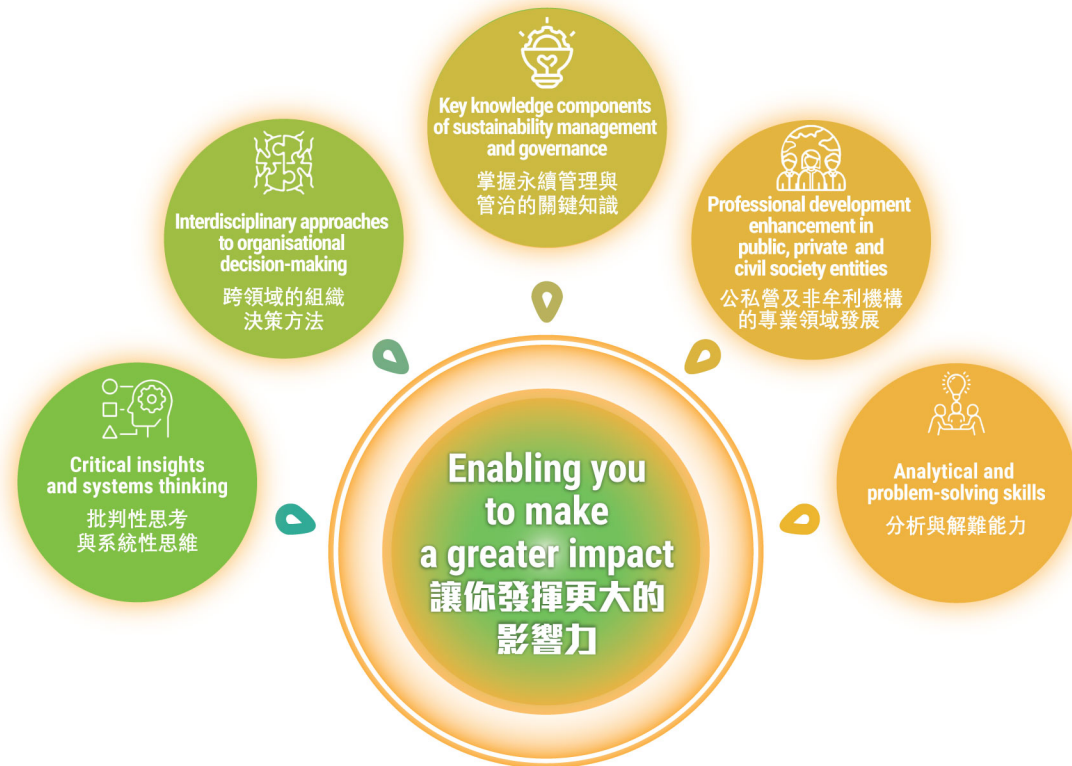 Key knowledge components
of sustainability management
and governance
掌握永續管理與
管治的關鍵知識
Interdisciplinary approaches
to organisational
decision-making
跨領域的組織
決策方法
Professional development
enhancement in
public, private and
civil society entities
公私營及非牟利機構
的專業領域發展
Critical insights
and systems thinking
批判性思考
與系統性思維
Analytical and
problem-solving skills
分析與解難能力
Enabling you
to make
a greater impact
讓你發揮更大的
影響力